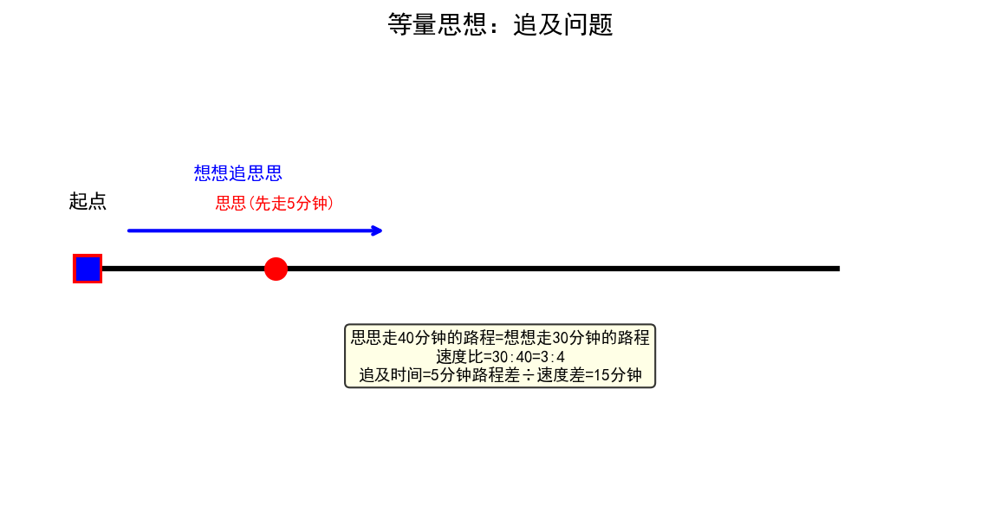 等量思想：追及问题
想想追思思
起点
思思(先走5分钟)
思思走40分钟的路程=想想走30分钟的路程
速度比=30:40=3:4
追及时间=5分钟路程差÷速度差=15分钟